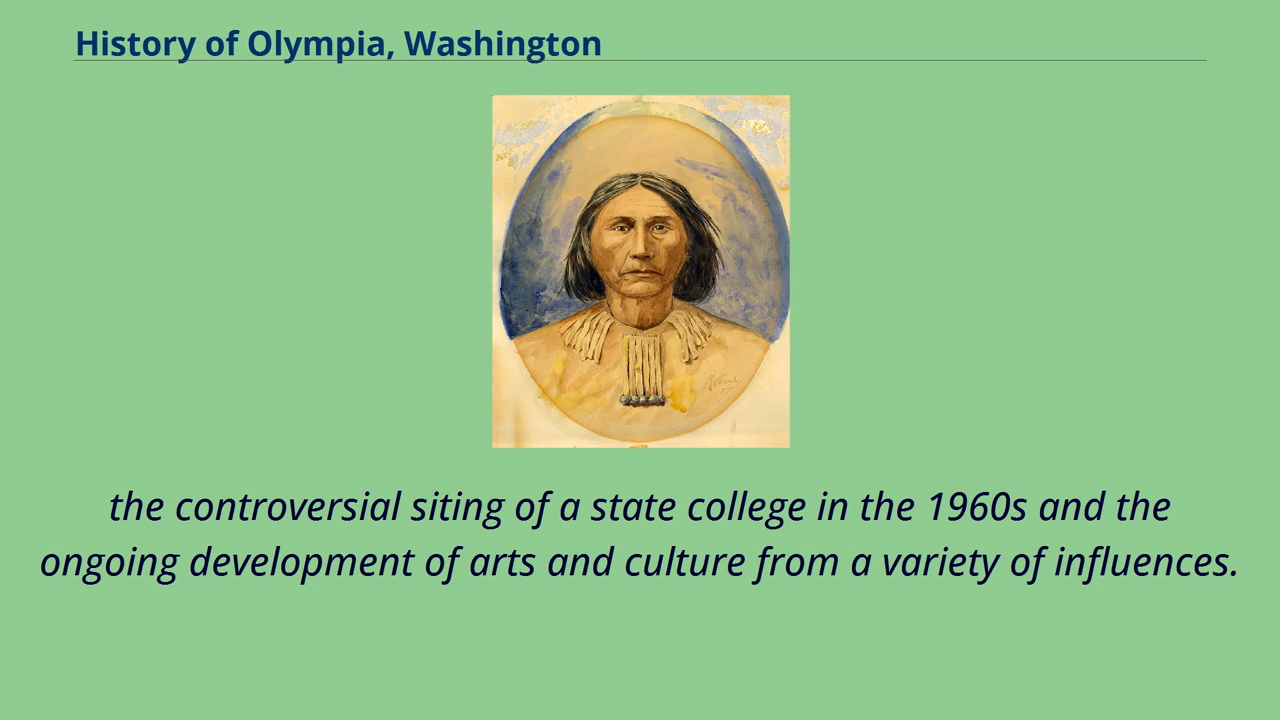 History of Olympia, Washington
the controversial siting of a state college in the 1960s and the
ongoing development of arts and culture from a variety of influences.